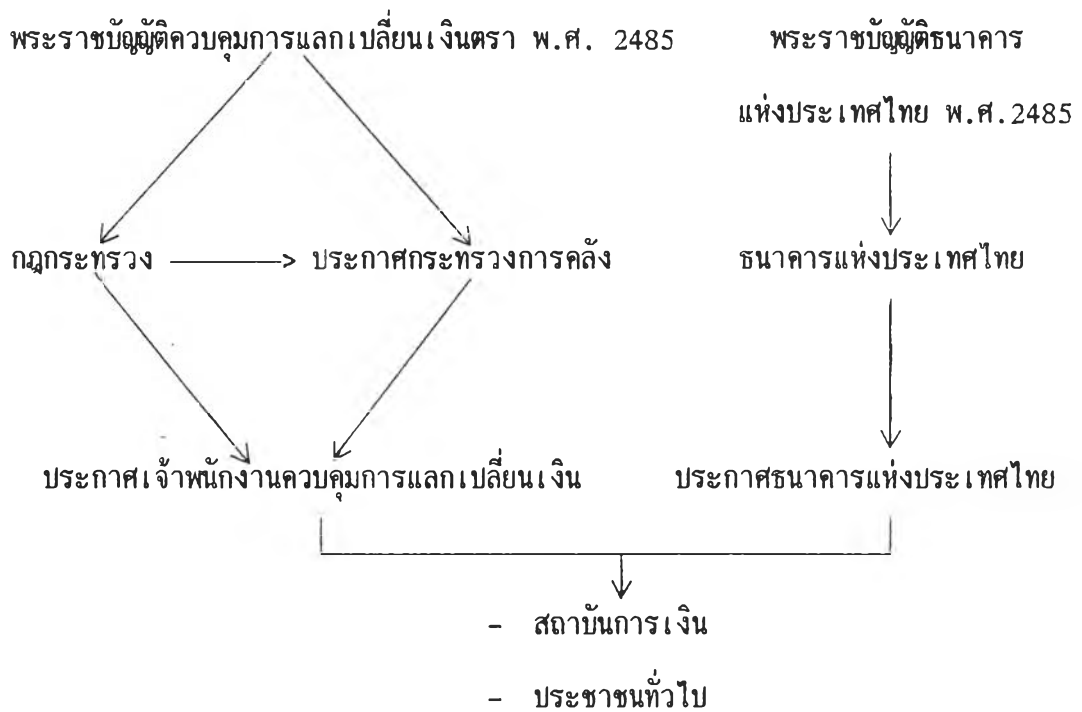 พระราชบัญญัติควบคุมการแลกเปลี่ยนเงินตรา พ.ศ. 2485
พระราชบัญญัติธนาคาร
แห่งประเทศไทย พ.ศ.2485
กฎกระทรวง
ประกาศกระทรวงการคลัง
ธนาคารแห่งประเทศไทย
ประกาศเจ้าพนักงานควบคุมการแลกเปลี่ยนเงิน
ประกาศธนาคารแห่งประเทศไทย
- สถาบันการเงิน
- ประชาชนทั่วไป